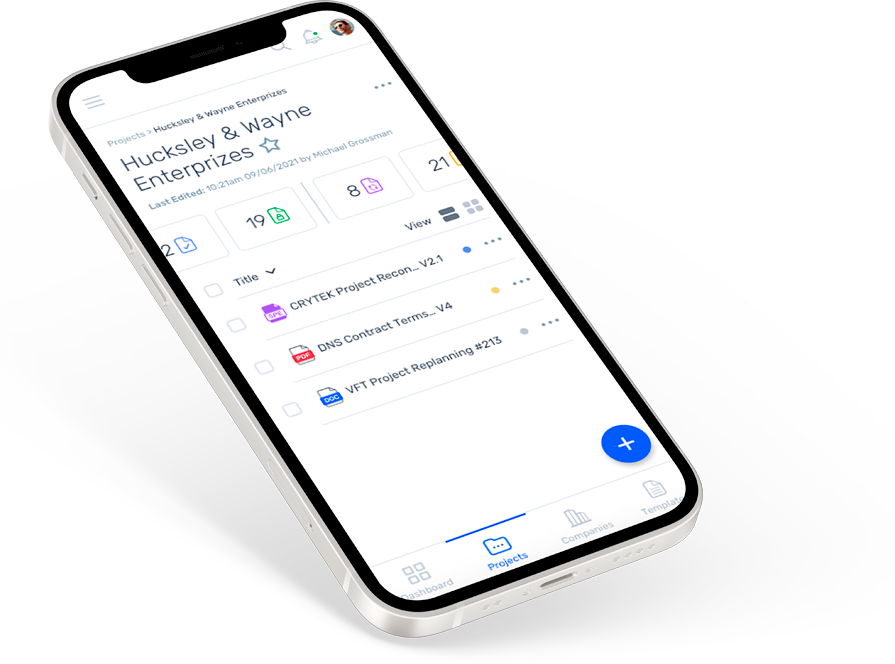 Projects > Hucksley & Wayne Enterprizes
Hucksley & Wayne
Enterprizes
Last Edited: 10:21am 09/06/2021 by Michael Grossman
2
19
8
21
View
Title
SPE CRYTEK Project Recon... V2.1
PDF DNS Contract Terms... V4
DOC VFT Project Replanning #213
Dashboard
Projects
Companies